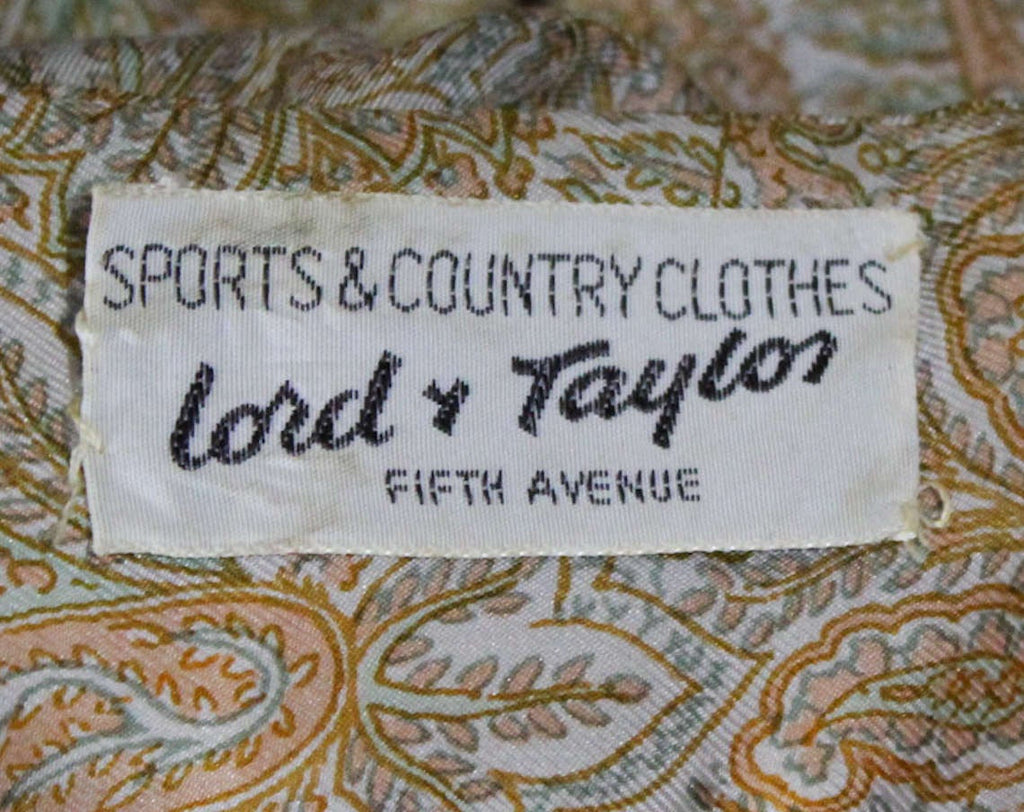 SPORTS & COUNTRY CLOTHES
Lord & Taylor
FIFTH AVENUE